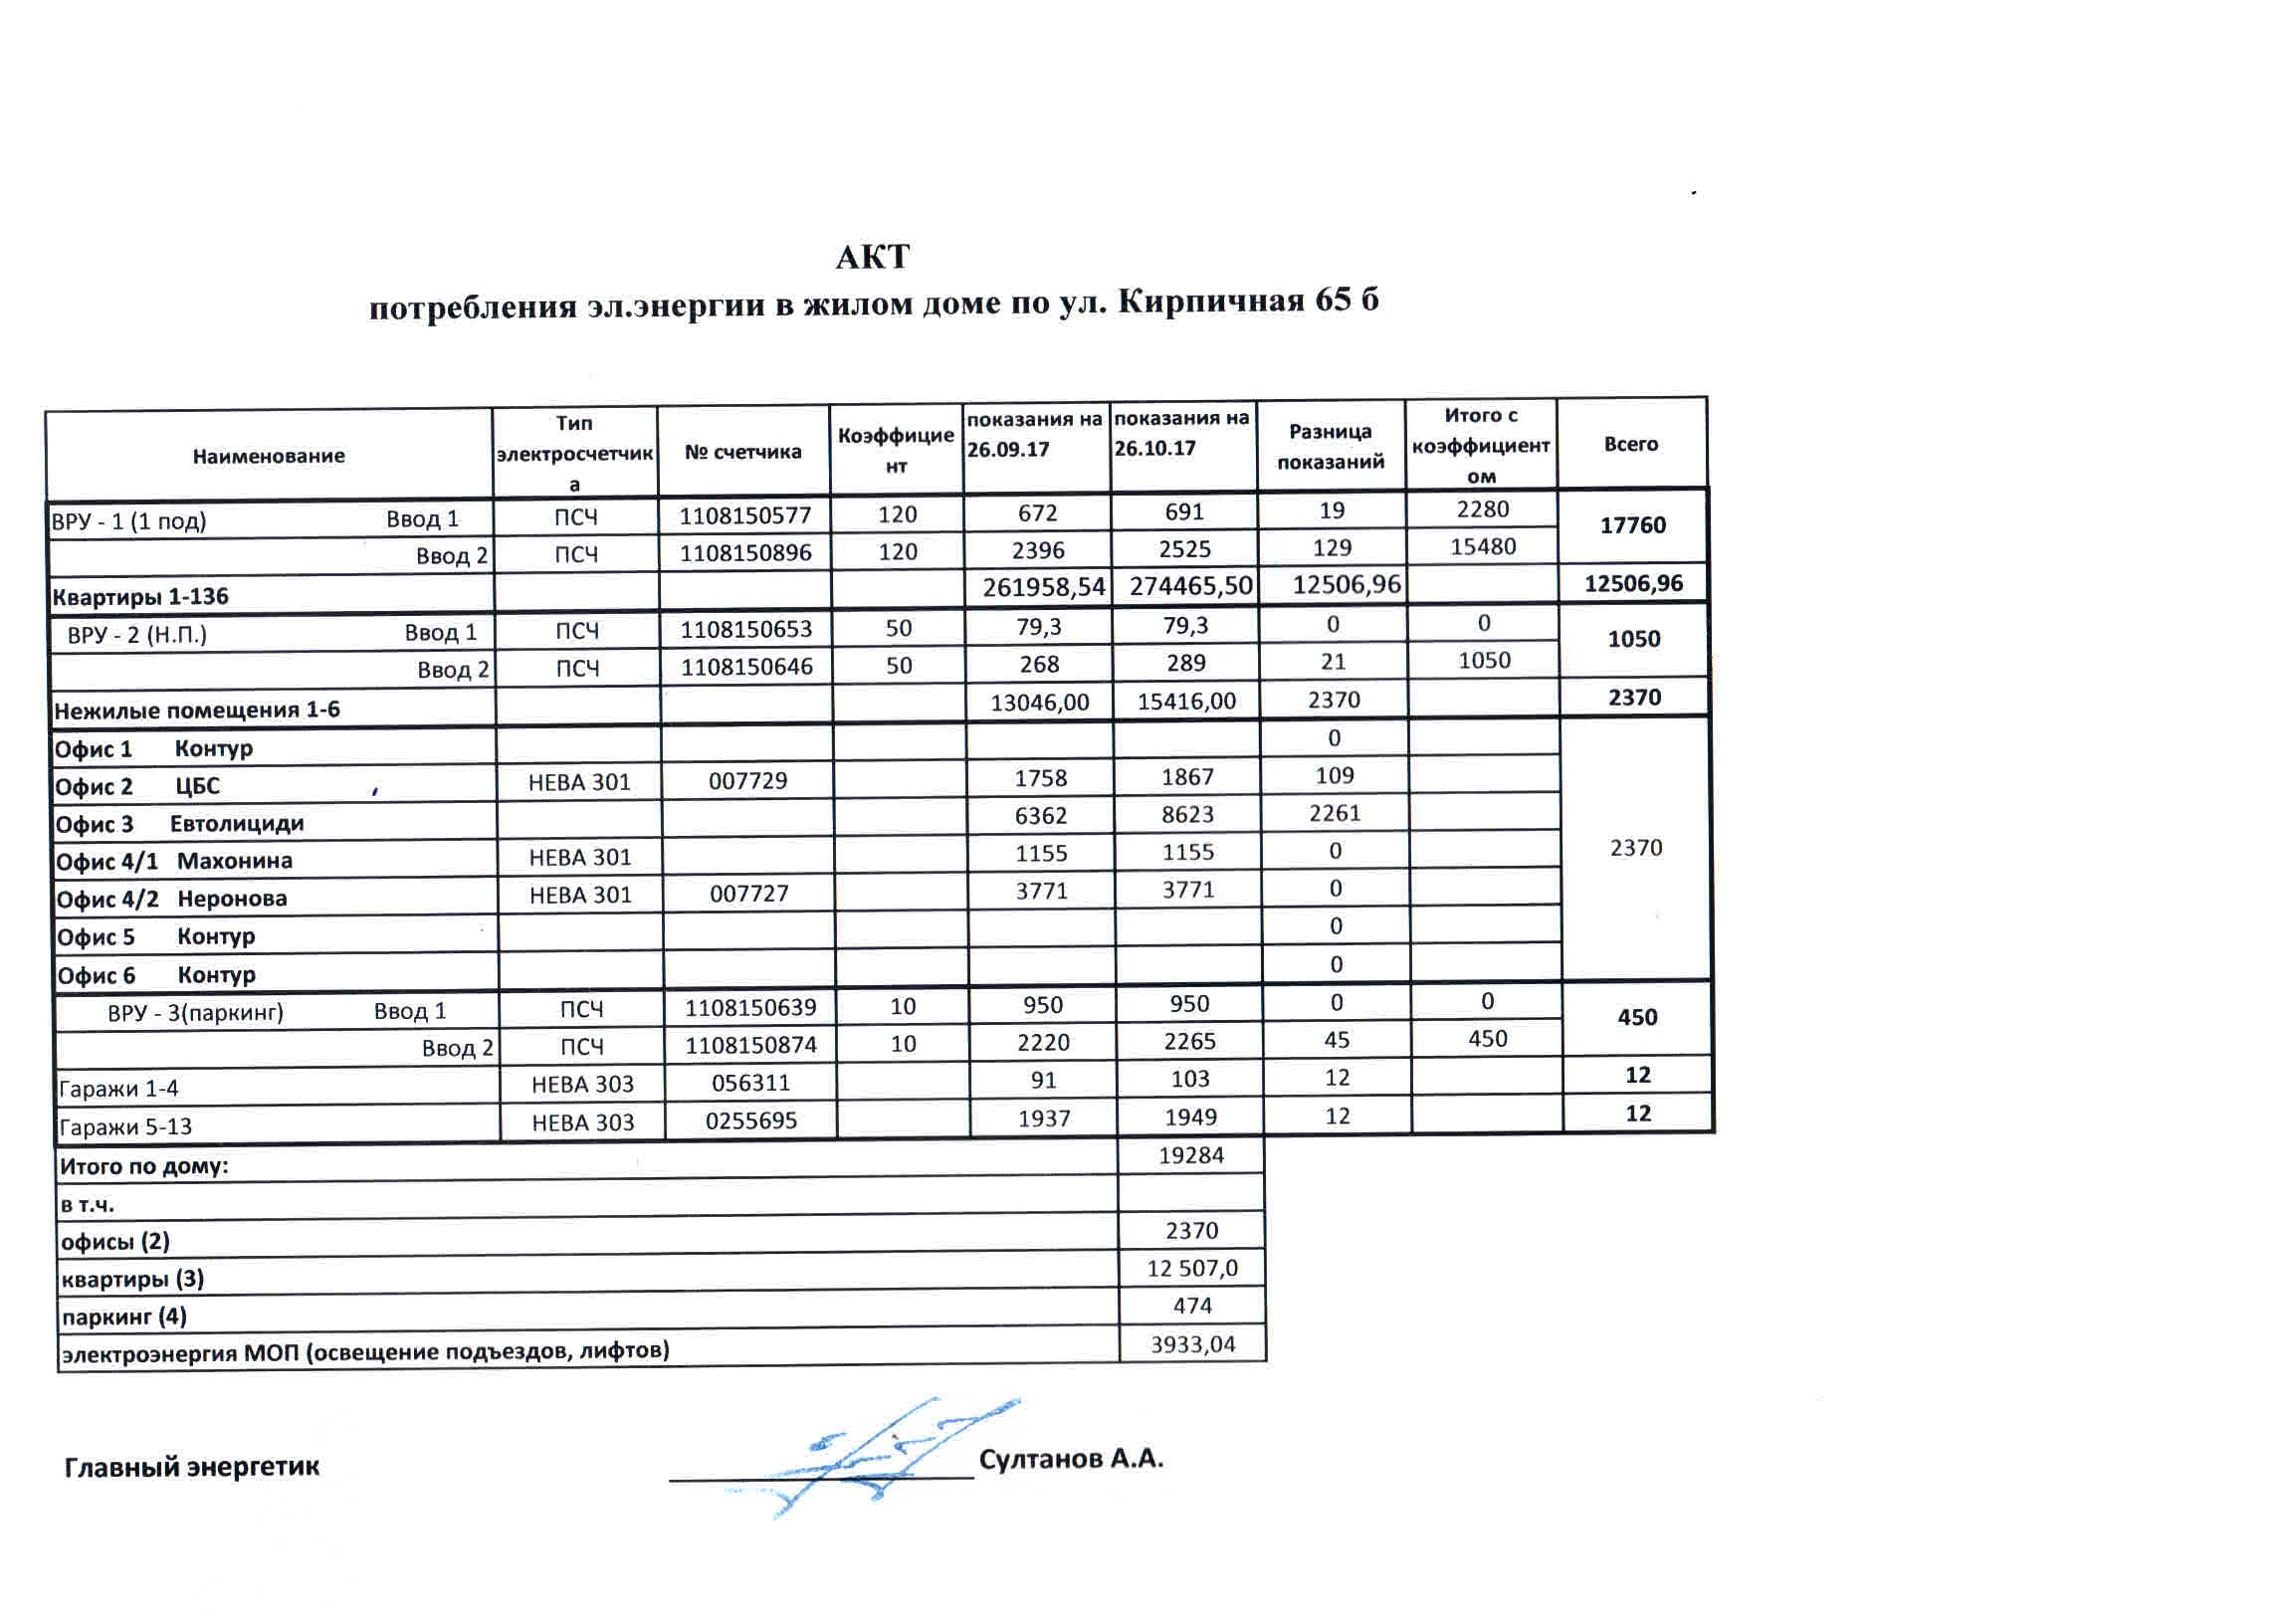 АКТ
потребления эл.энергии в жилом доме по ул. Кирпичная 65 б
Наименование Тип электросчетчик а № счетчика Коэффицие нт показания на 26.09.17 показания на 26.10.17 Разница показаний Итого с коэффициент ом Всего
ВРУ - 1 (1 под) Ввод 1 ПСЧ 1108150577 120 672 691 19 2280 17760
Ввод 2 ПСЧ 1108150896 120 2396 2525 129 15480
Квартиры 1-136 261958,54 274465,50 12506,96 12506,96
ВРУ - 2 (Н.П.) Ввод 1 ПСЧ 1108150653 50 79,3 79,3 0 0 1050
Ввод 2 ПСЧ 1108150646 50 268 289 21 1050
Нежилые помещения 1-6 13046,00 15416,00 2370 2370
Офис 1 Контур 0
Офис 2 ЦБС НЕВА 301 007729 1758 1867 109
Офис 3 Евтолициди 6362 8623 2261
Офис 4/1 Махонина НЕВА 301 1155 1155 0 2370
Офис 4/2 Неронова НЕВА 301 007727 3771 3771 0
Офис 5 Контур 0
Офис 6 Контур 0
ВРУ - 3(паркинг) Ввод 1 ПСЧ 1108150639 10 950 950 0 0 450
Ввод 2 ПСЧ 1108150874 10 2220 2265 45 450
Гаражи 1-4 НЕВА 303 056311 91 103 12 12
Гаражи 5-13 НЕВА 303 0255695 1937 1949 12 12
Итого по дому: 19284
в т.ч.
офисы (2) 2370
квартиры (3) 12 507,0
паркинг (4) 474
электроэнергия МОП (освещение подъездов, лифтов) 3933,04
Главный энергетик Султанов А.А.